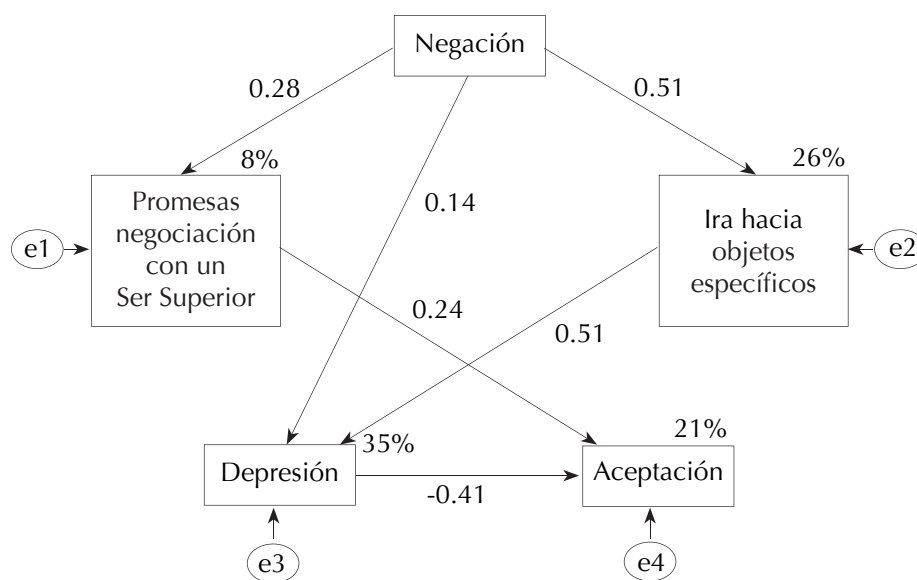 Negación
0.28
0.51
8%
26%
Promesas
negociación
con un
Ser Superior
0.14
Ira hacia
objetos
específicos
e1
e2
0.24
0.51
35%
21%
Depresión
Aceptación
-0.41
e3
e4